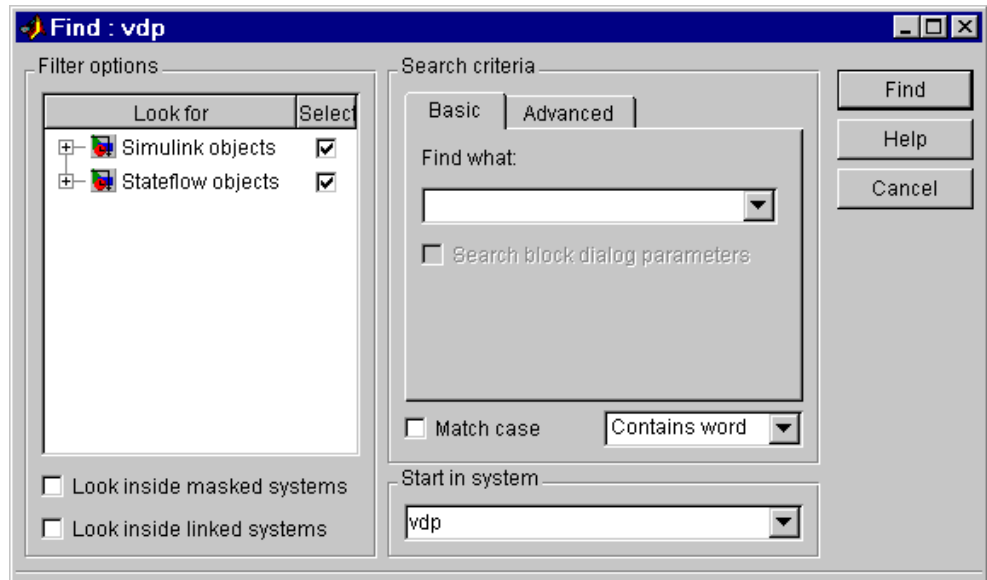 Find : vdp
Filter options
Look for Select
Simulink objects
Stateflow objects
Look inside masked systems
Look inside linked systems
Search criteria
Basic Advanced
Find what:
Search block dialog parameters
Match case Contains word
Start in system
vdp
Find
Help
Cancel